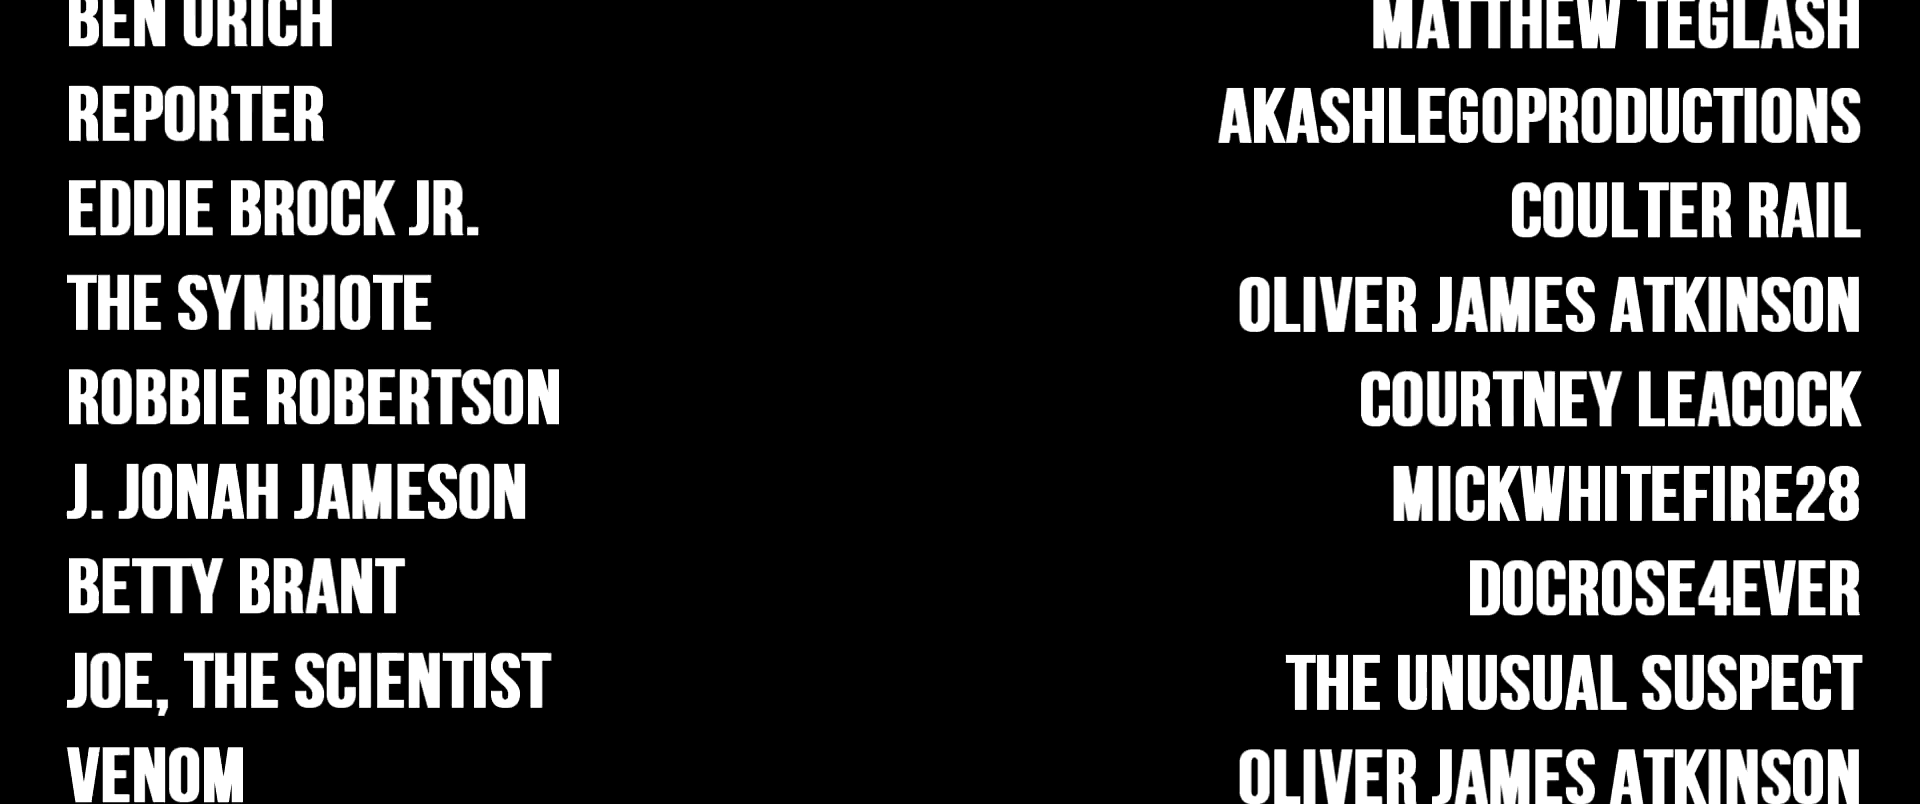 BEN URICH MATTHEW TEGLASH
REPORTER AKASHLEGOPRODUCTIONS
EDDIE BROCK JR. COULTER RAIL
THE SYMBIOTE OLIVER JAMES ATKINSON
ROBBIE ROBERTSON COURTNEY LEACOCK
J. JONAH JAMESON MICKWHITEFIRE28
BETTY BRANT DOCROSE4EVER
JOE, THE SCIENTIST THE UNUSUAL SUSPECT
VENOM OLIVER JAMES ATKINSON